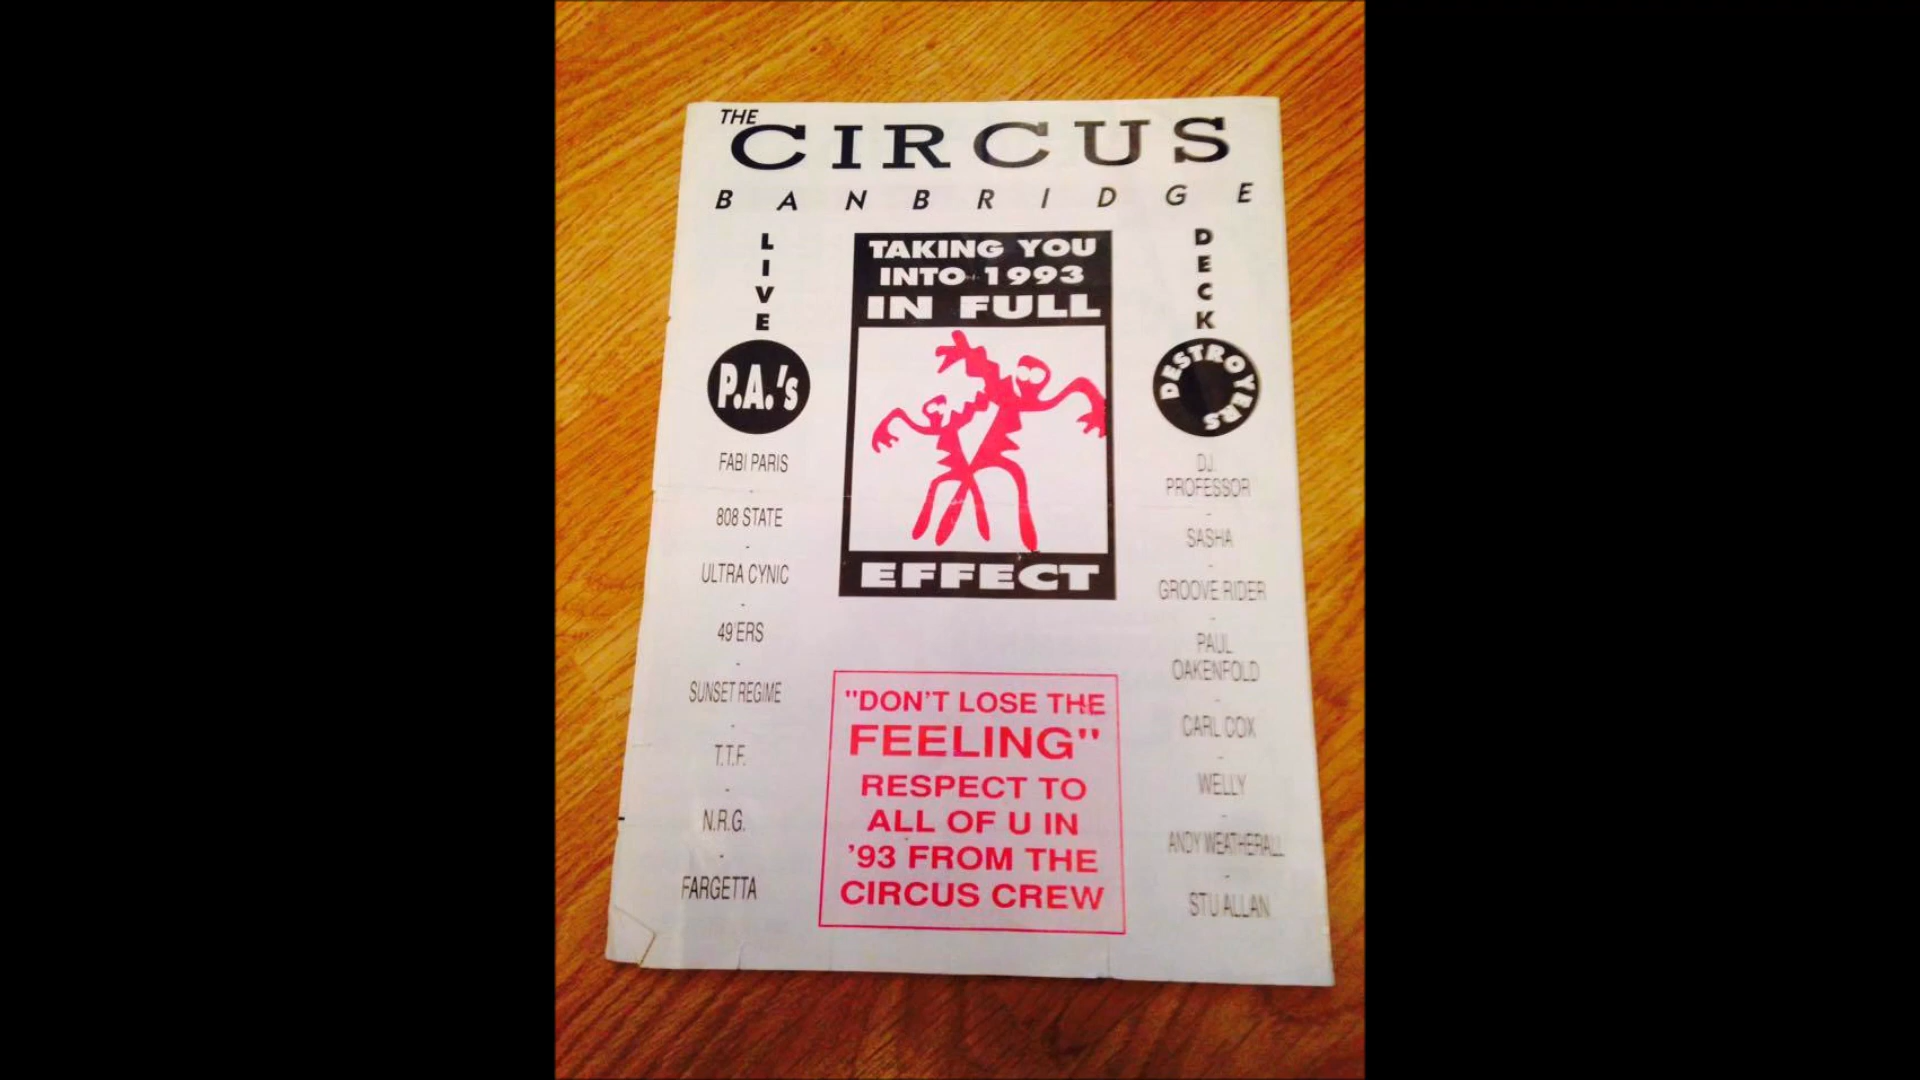 THE
CIRCUS
BANBRIDGE
LIVE
P.A.'s
FABI PARIS
-
808 STATE
-
ULTRA CYNIC
-
49'ERS
-
SUNSET REGIME
-
T.T.F.
-
N.R.G.
-
FARGETTA
TAKING YOU
INTO 1993
IN FULL
EFFECT
"DON'T LOSE THE
FEELING"
RESPECT TO
ALL OF U IN
'93 FROM THE
CIRCUS CREW
DECK
DESTROYERS
DJ.
PROFESSOR
-
SASHA
-
GROOVE RIDER
-
PAUL
OAKENFOLD
-
CARL COX
-
WELLY
-
ANDY WEATHERALL
-
STU ALLAN